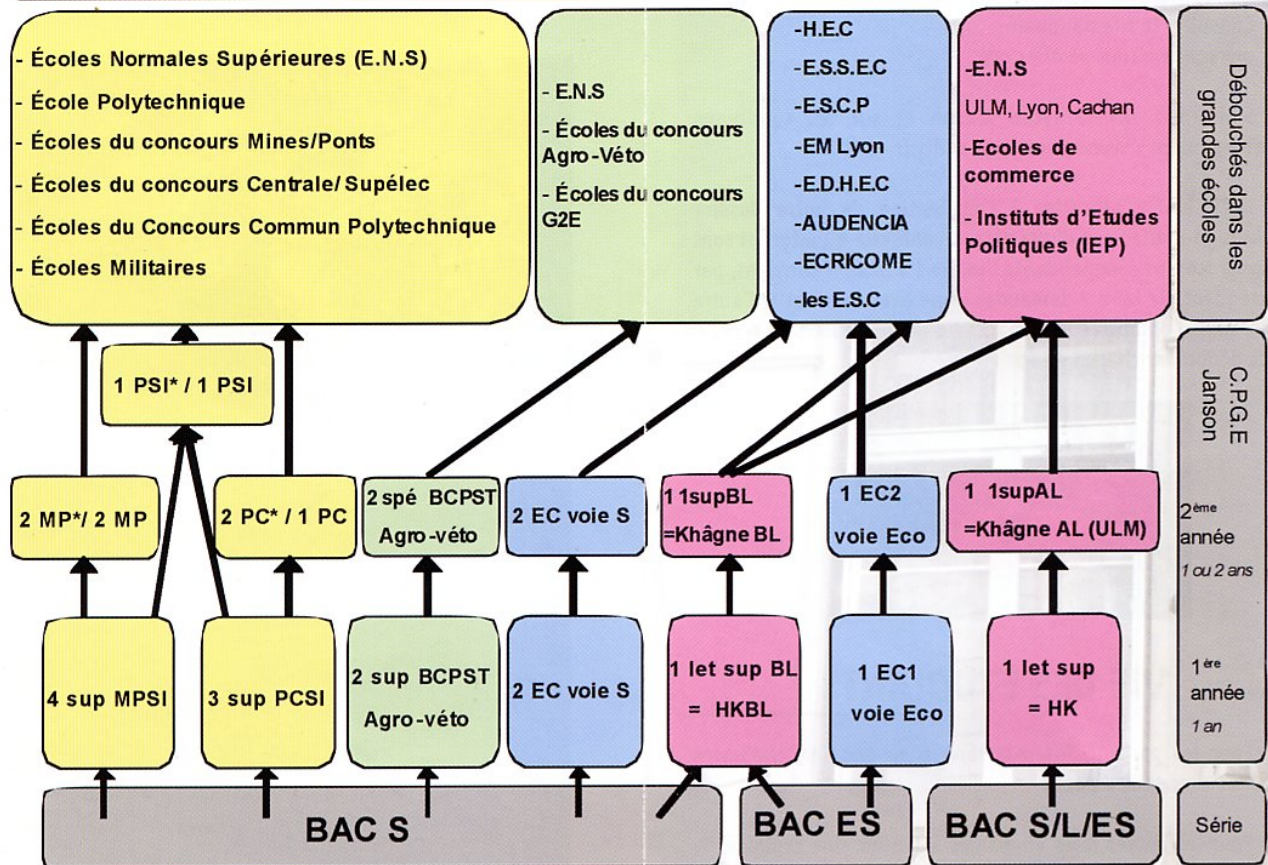 - Écoles Normales Supérieures (E.N.S)
- École Polytechnique
- Écoles du concours Mines/Ponts
- Écoles du concours Centrale/ Supélec
- Écoles du Concours Commun Polytechnique
- Écoles Militaires
- E.N.S
- Écoles du concours
Agro-Véto
- Écoles du concours
G2E
-H.E.C
-E.S.S.E.C
-E.S.C.P
-EM Lyon
-E.D.H.E.C
-AUDENCIA
-ECRICOME
-les E.S.C
-E.N.S
ULM, Lyon, Cachan
-Ecoles de
commerce
- Instituts d'Etudes
Politiques (IEP)
Débouchés dans les
grandes écoles
1 PSI* / 1 PSI
C.P.G.E
Janson
2 MP*/ 2 MP
2 PC* / 1 PC
2 spé BCPST
Agro-véto
2 EC voie S
1 1supBL
=Khâgne BL
1 EC2
voie Eco
1 1supAL
=Khâgne AL (ULM)
2ème
année
1 ou 2 ans
4 sup MPSI
3 sup PCSI
2 sup BCPST
Agro-véto
2 EC voie S
1 let sup BL
= HKBL
1 EC1
voie Eco
1 let sup
= HK
1ère
année
1 an
BAC S
BAC ES
BAC S/L/ES
Série